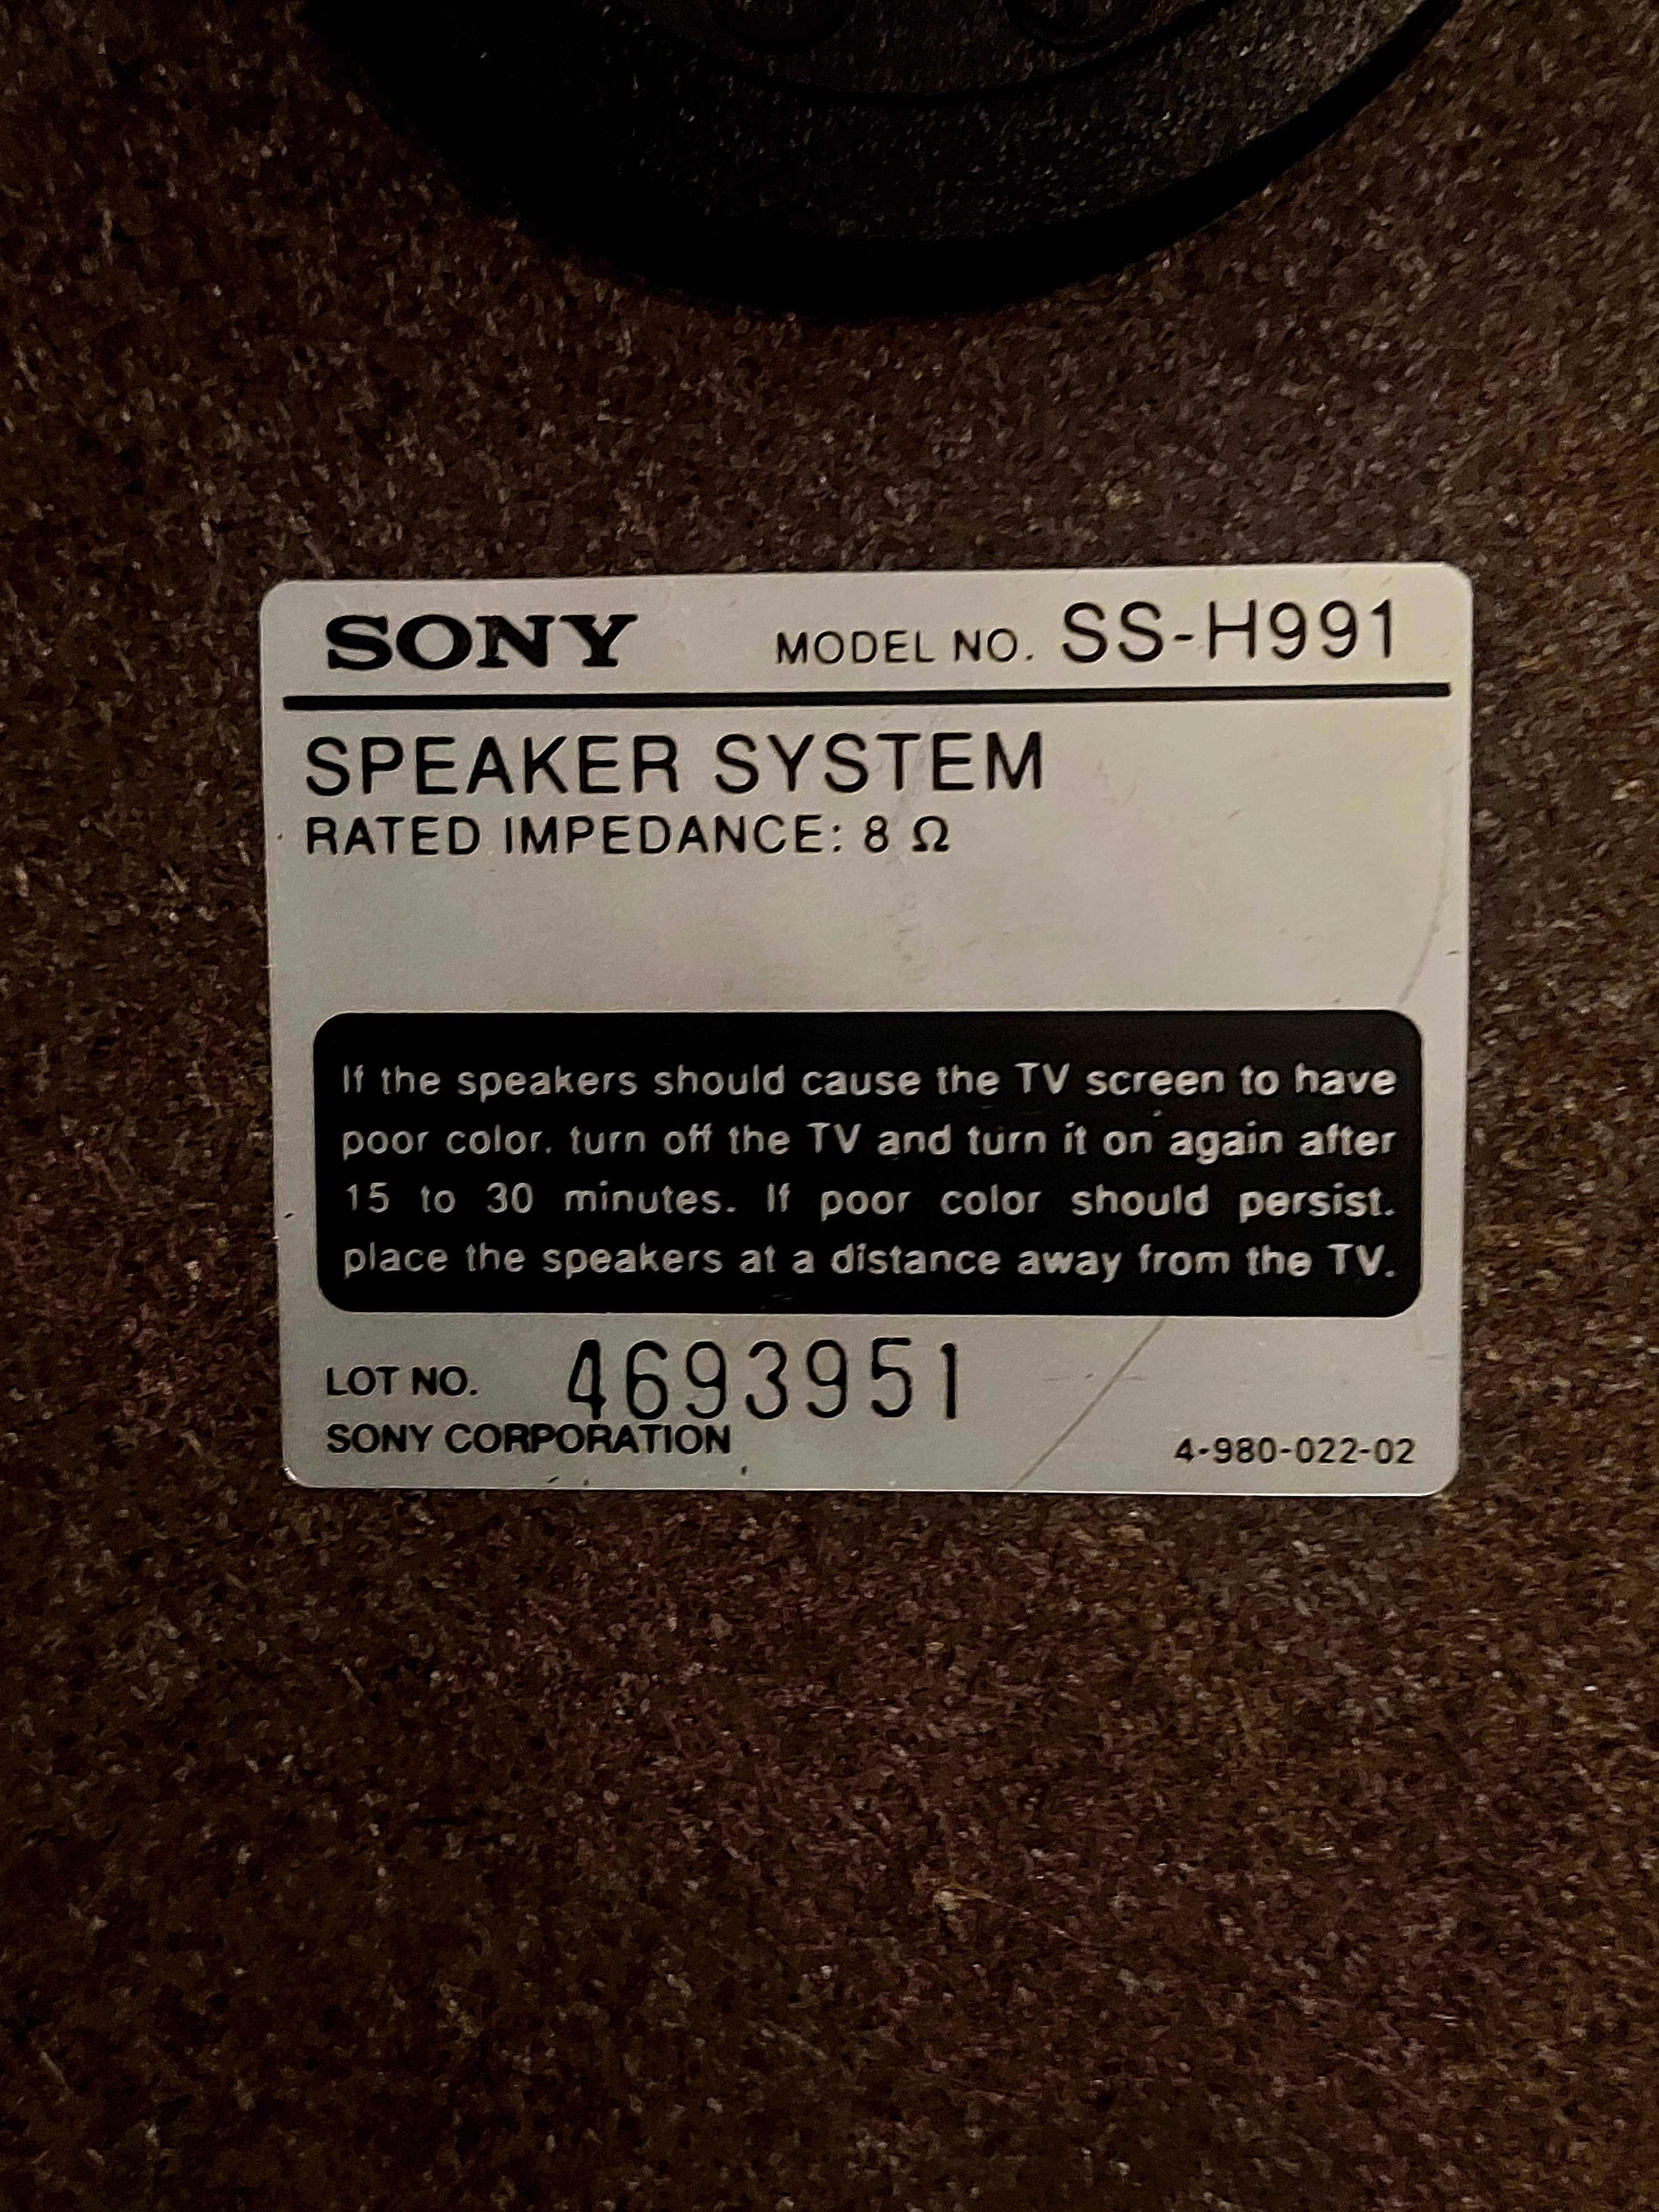 SONY MODEL NO. SS-H991
SPEAKER SYSTEM
RATED IMPEDANCE: 8 Ω
If the speakers should cause the TV screen to have
poor color, turn off the TV and turn it on again after
15 to 30 minutes. If poor color should persist,
place the speakers at a distance away from the TV.
LOT NO. 4693951
SONY CORPORATION 4-980-022-02